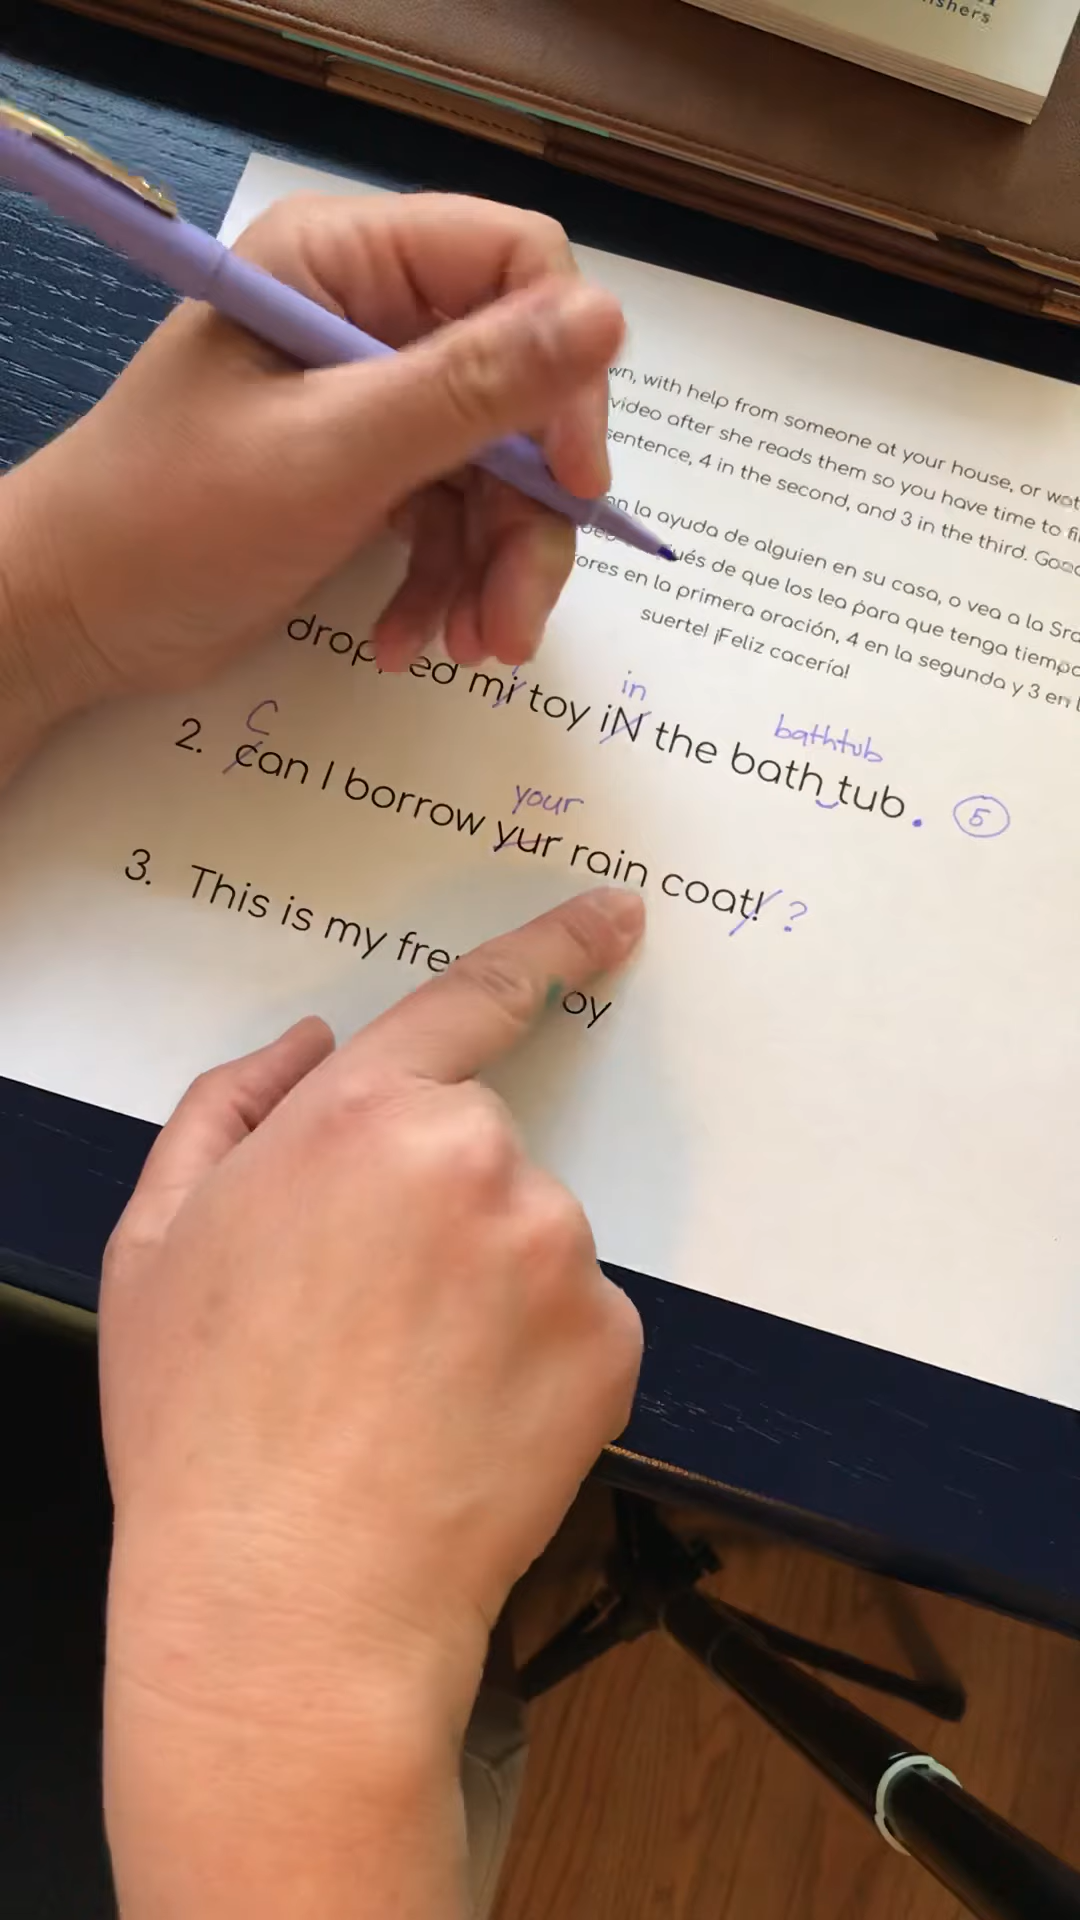 ishers
wn, with help from someone at your house, or wat
video after she reads them so you have time to fi
sentence, 4 in the second, and 3 in the third. Good
an la ayuda de alguien en su casa, o vea a la Sra
ués de que los lea para que tenga tiempo
ores en la primera oración, 4 en la segunda y 3 en l
suerte! ¡Feliz cacería!
in
bathtub
dropped mi toy iN the bath tub. 5
C
your
2. can I borrow yur rain coat! ?
3. This is my fre oy